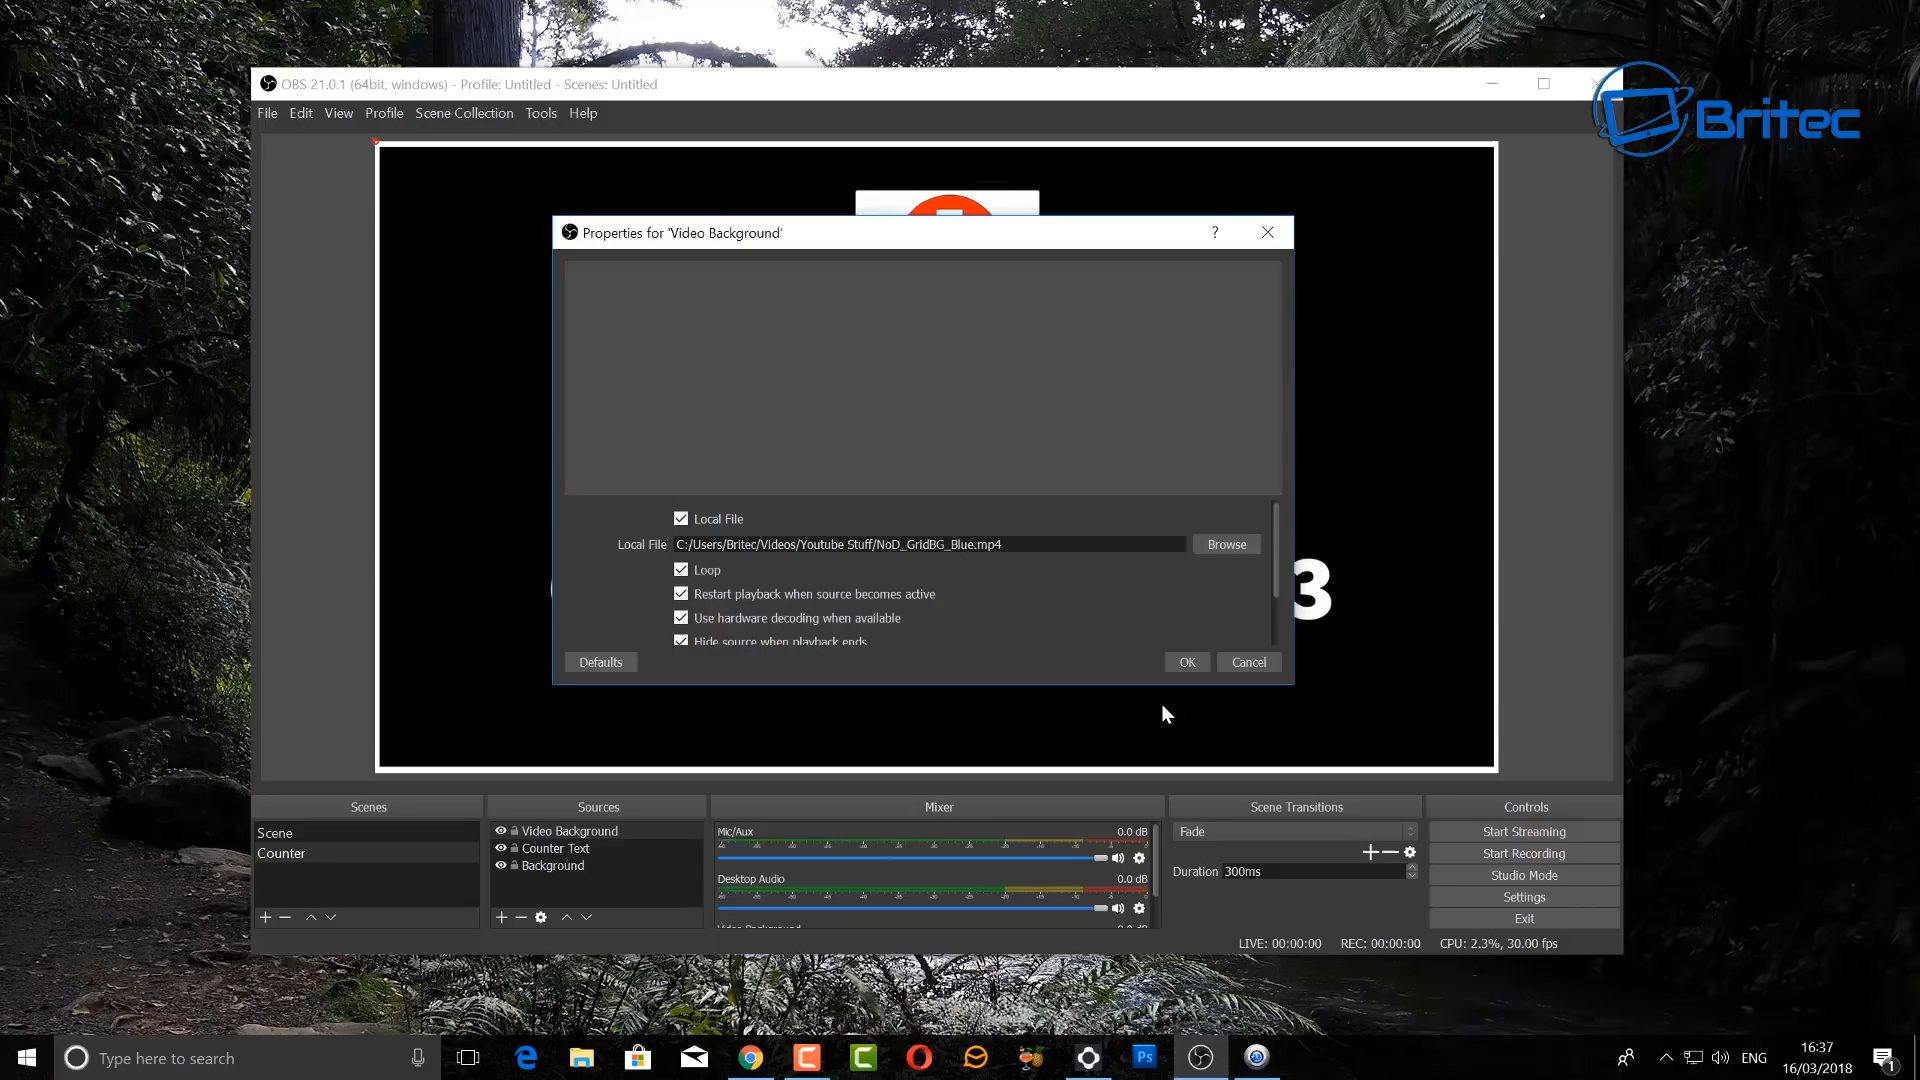 OBS 21.0.1 (64bit, windows) - Profile: Untitled - Scenes: Untitled
Britec
File Edit View Profile Scene Collection Tools Help
Properties for 'Video Background'
?
Local File
Local File C:/Users/Britec/Videos/Youtube Stuff/NoD_GridBG_Blue.mp4 Browse
Loop
3
Restart playback when source becomes active
Use hardware decoding when available
Hide source when playback ends
Defaults OK Cancel
Scenes Sources Mixer Scene Transitions Controls
Scene
Counter
Video Background
Counter Text
Background
Mic/Aux 0.0 dB
Desktop Audio 0.0 dB
Fade
Duration 300ms
Start Streaming
Start Recording
Studio Mode
Settings
Exit
LIVE: 00:00:00 REC: 00:00:00 CPU: 2.3%, 30.00 fps
Type here to search
Ps
ENG
16:37
16/03/2018
1